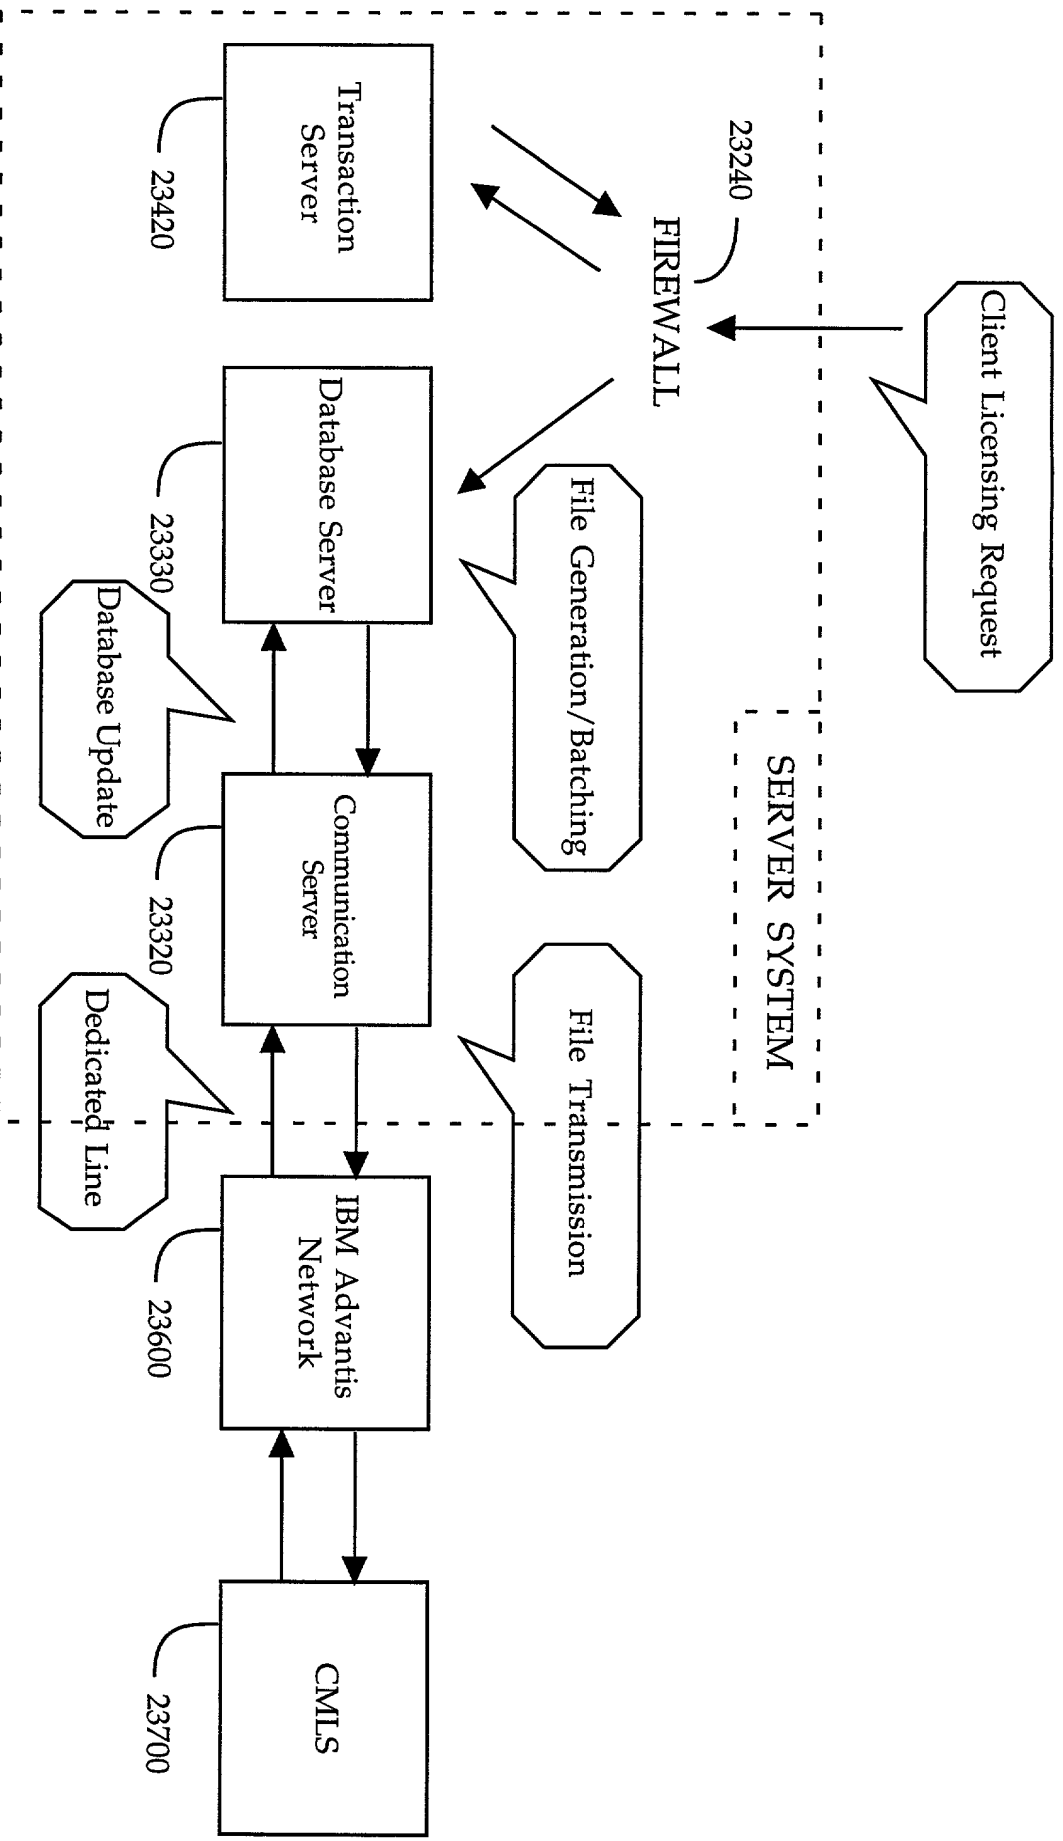 Client Licensing Request
SERVER SYSTEM
23240
FIREWALL
File Generation/Batching
File Transmission
Transaction
Server
Database Server
Communication
Server
IBM Advantis
Network
CMLS
23420
23330
23320
23600
23700
Database Update
Dedicated Line